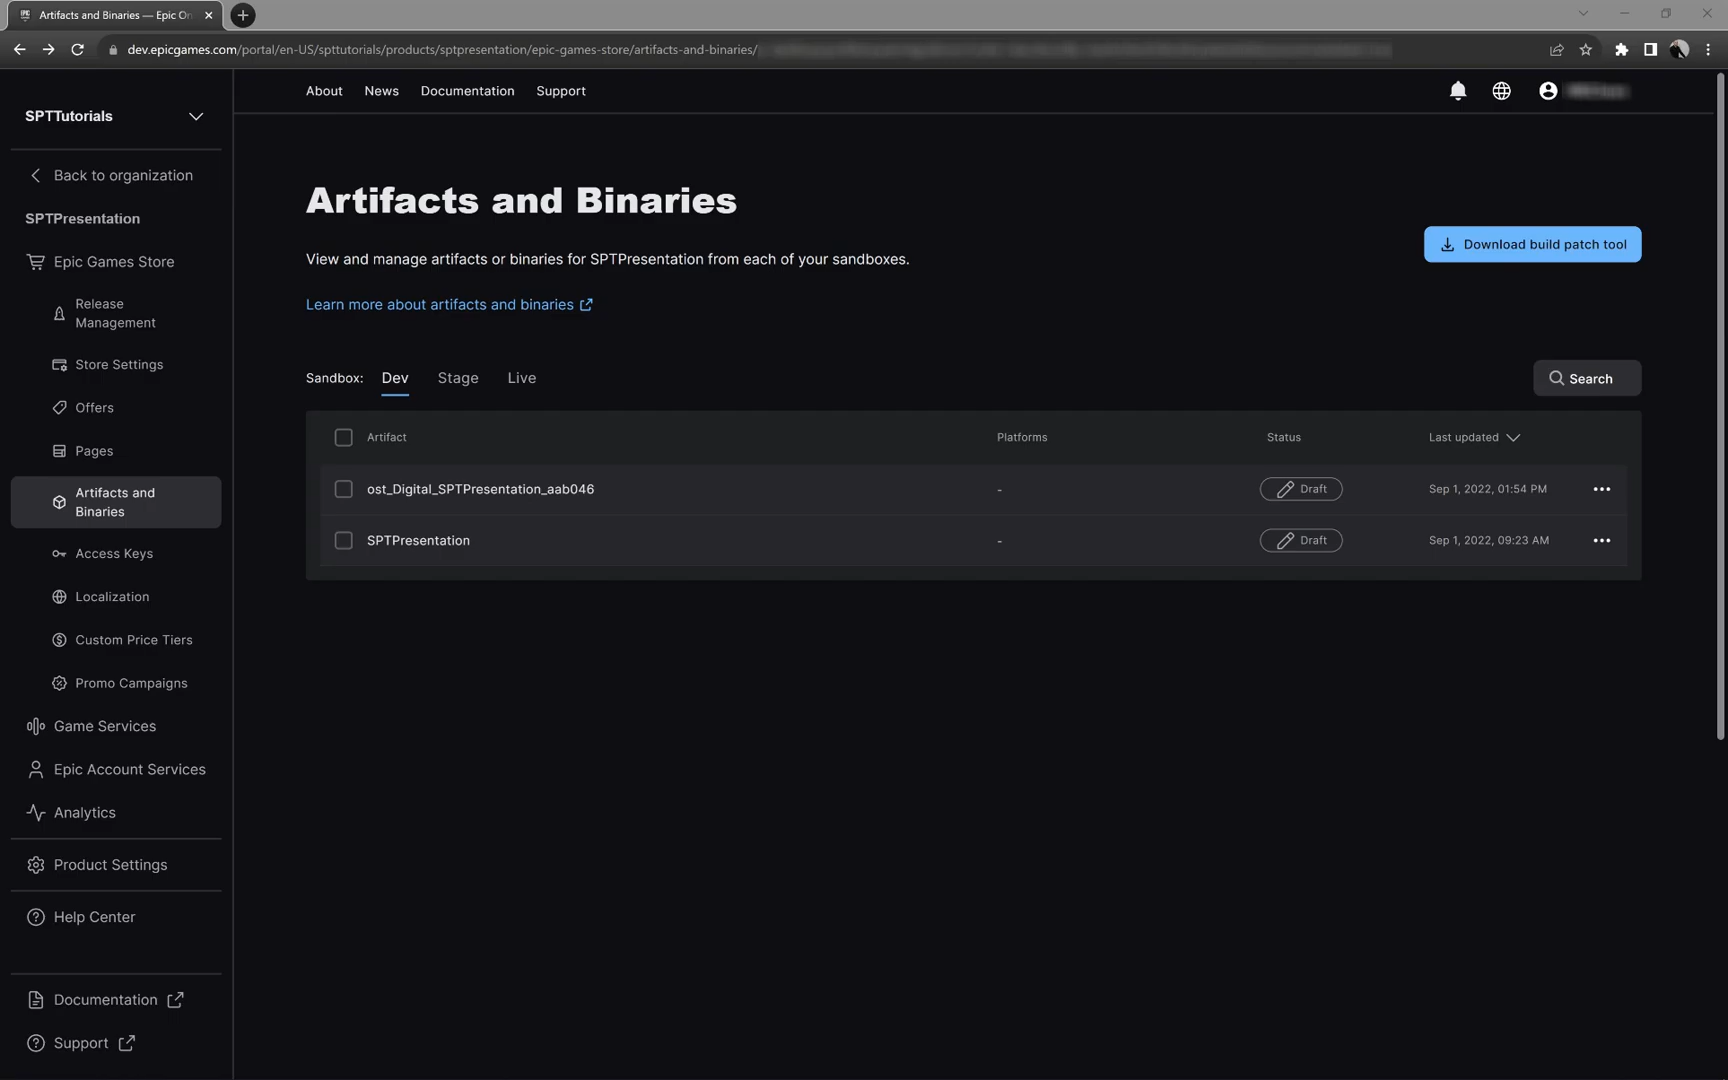 Artifacts and Binaries — Epic On
dev.epicgames.com/portal/en-US/spttutorials/products/sptpresentation/epic-games-store/artifacts-and-binaries/
SPTTutorials
About News Documentation Support
Back to organization
SPTPresentation
Epic Games Store
Release
Management
Store Settings
Offers
Pages
Artifacts and
Binaries
Access Keys
Localization
Custom Price Tiers
Promo Campaigns
Game Services
Epic Account Services
Analytics
Product Settings
Help Center
Documentation
Support
Artifacts and Binaries
View and manage artifacts or binaries for SPTPresentation from each of your sandboxes.
Download build patch tool
Learn more about artifacts and binaries
Sandbox: Dev Stage Live
Search
Artifact Platforms Status Last updated
ost_Digital_SPTPresentation_aab046 - Draft Sep 1, 2022, 01:54 PM
SPTPresentation - Draft Sep 1, 2022, 09:23 AM